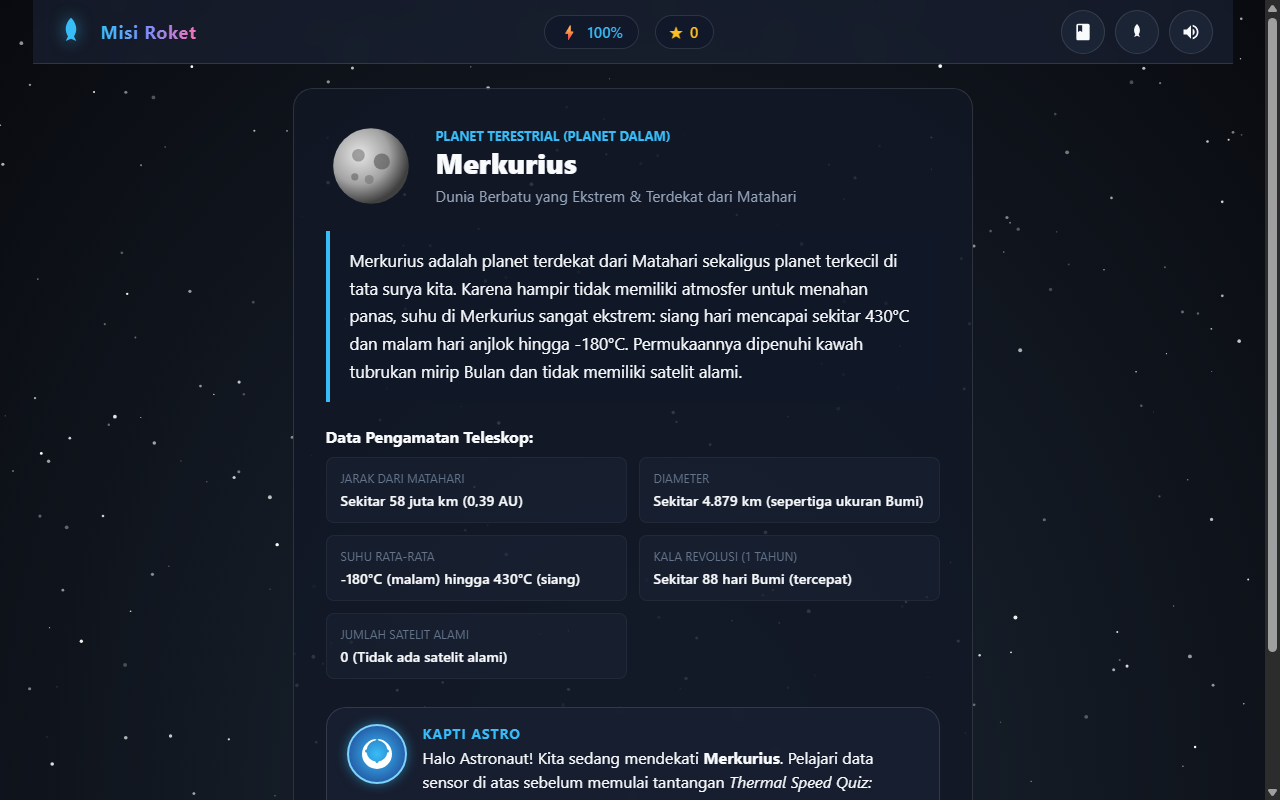 Misi Roket
100%
0
PLANET TERESTRIAL (PLANET DALAM)
Merkurius
Dunia Berbatu yang Ekstrem & Terdekat dari Matahari
Merkurius adalah planet terdekat dari Matahari sekaligus planet terkecil di
tata surya kita. Karena hampir tidak memiliki atmosfer untuk menahan
panas, suhu di Merkurius sangat ekstrem: siang hari mencapai sekitar 430°C
dan malam hari anjlok hingga -180°C. Permukaannya dipenuhi kawah
tubrukan mirip Bulan dan tidak memiliki satelit alami.
Data Pengamatan Teleskop:
JARAK DARI MATAHARI
Sekitar 58 juta km (0,39 AU)
DIAMETER
Sekitar 4.879 km (sepertiga ukuran Bumi)
SUHU RATA-RATA
-180°C (malam) hingga 430°C (siang)
KALA REVOLUSI (1 TAHUN)
Sekitar 88 hari Bumi (tercepat)
JUMLAH SATELIT ALAMI
0 (Tidak ada satelit alami)
KAPTI ASTRO
Halo Astronaut! Kita sedang mendekati Merkurius. Pelajari data
sensor di atas sebelum memulai tantangan Thermal Speed Quiz: